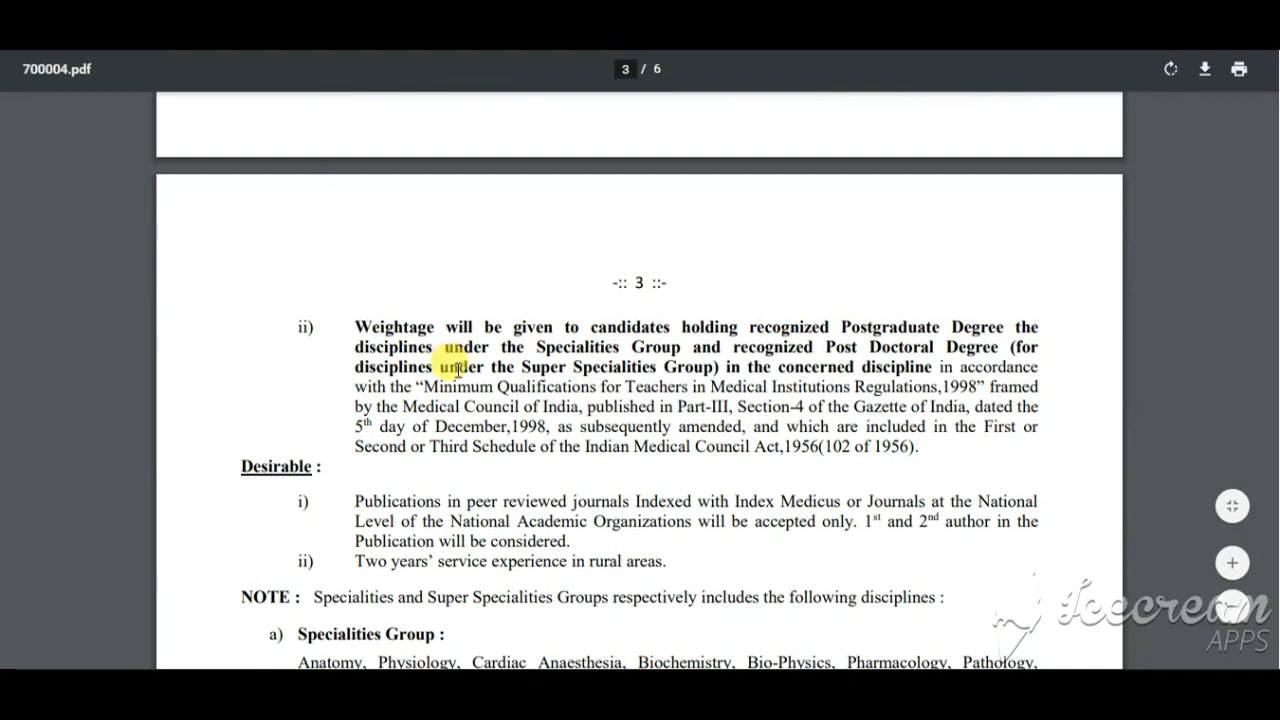 700004.pdf
3 / 6
-:: 3 ::-
ii) Weightage will be given to candidates holding recognized Postgraduate Degree the
disciplines under the Specialities Group and recognized Post Doctoral Degree (for
disciplines under the Super Specialities Group) in the concerned discipline in accordance
with the “Minimum Qualifications for Teachers in Medical Institutions Regulations,1998” framed
by the Medical Council of India, published in Part-III, Section-4 of the Gazette of India, dated the
5th day of December,1998, as subsequently amended, and which are included in the First or
Second or Third Schedule of the Indian Medical Council Act,1956(102 of 1956).
Desirable :
i) Publications in peer reviewed journals Indexed with Index Medicus or Journals at the National
Level of the National Academic Organizations will be accepted only. 1st and 2nd author in the
Publication will be considered.
ii) Two years’ service experience in rural areas.
NOTE : Specialities and Super Specialities Groups respectively includes the following disciplines :
a) Specialities Group :
Anatomy, Physiology, Cardiac Anaesthesia, Biochemistry, Bio-Physics, Pharmacology, Pathology,
Icecream
APPS